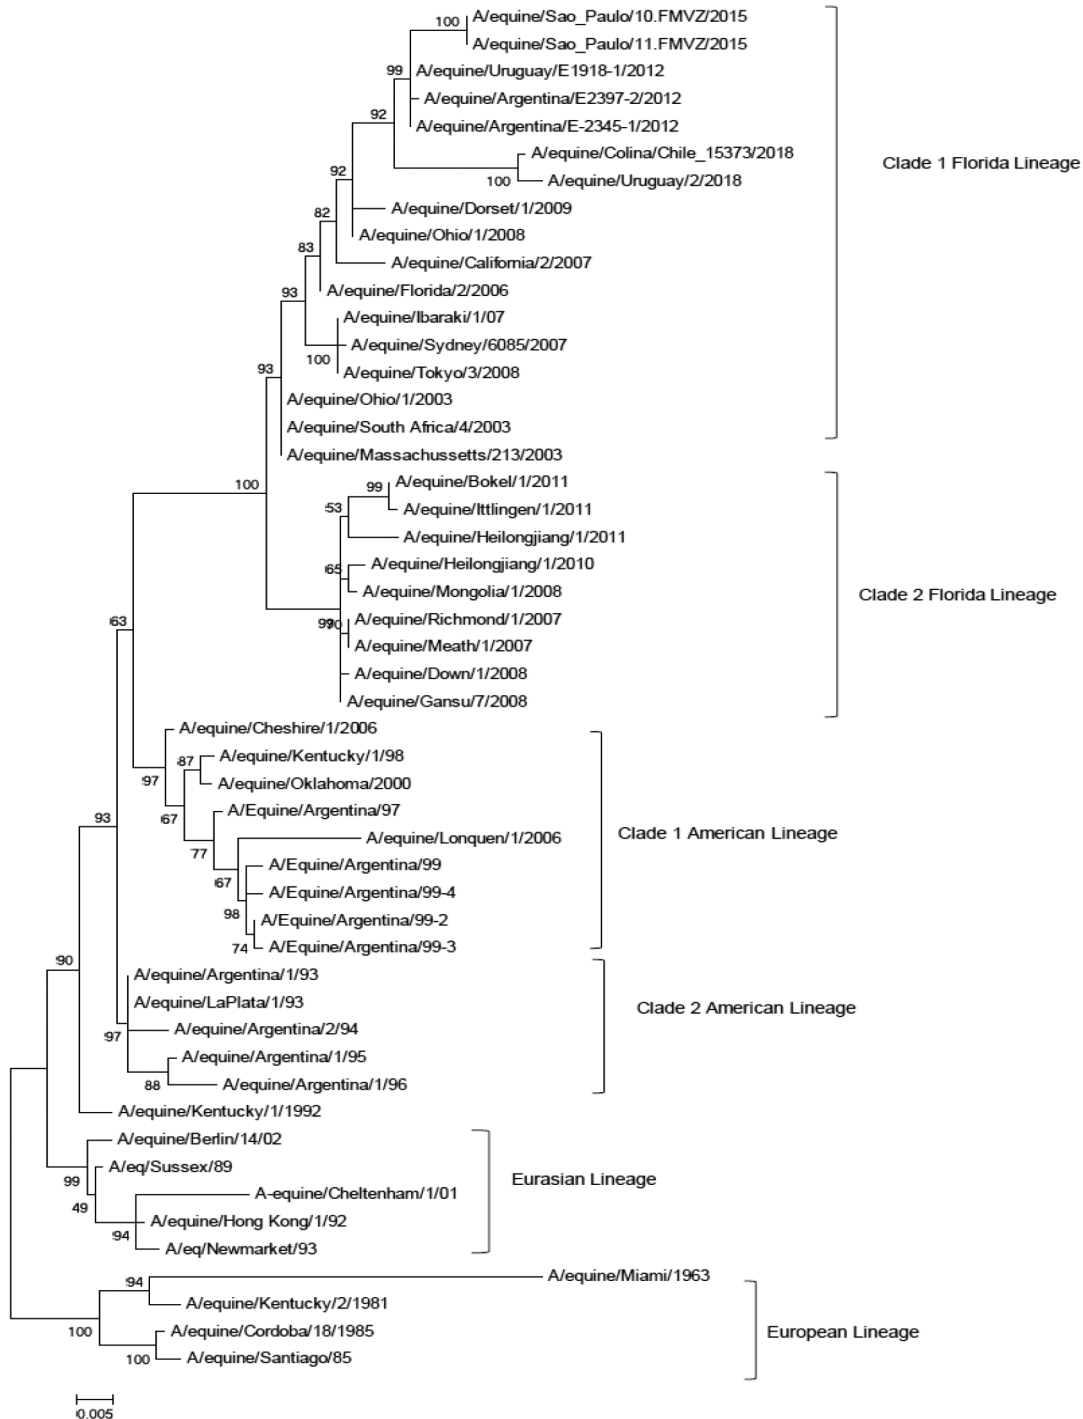 A/equine/Sao_Paulo/10.FMVZ/2015
100
A/equine/Sao_Paulo/11.FMVZ/2015
99
A/equine/Uruguay/E1918-1/2012
A/equine/Argentina/E2397-2/2012
92
A/equine/Argentina/E-2345-1/2012
A/equine/Colina/Chile_15373/2018
Clade 1 Florida Lineage
92
100
A/equine/Uruguay/2/2018
A/equine/Dorset/1/2009
82
A/equine/Ohio/1/2008
83
A/equine/California/2/2007
93
A/equine/Florida/2/2006
A/equine/Ibaraki/1/07
A/equine/Sydney/6085/2007
100
93
A/equine/Tokyo/3/2008
A/equine/Ohio/1/2003
A/equine/South Africa/4/2003
A/equine/Massachussetts/213/2003
100
99
A/equine/Bokel/1/2011
53
A/equine/Ittlingen/1/2011
A/equine/Heilongjiang/1/2011
65
A/equine/Heilongjiang/1/2010
A/equine/Mongolia/1/2008
Clade 2 Florida Lineage
63
99
70
A/equine/Richmond/1/2007
A/equine/Meath/1/2007
A/equine/Down/1/2008
A/equine/Gansu/7/2008
A/equine/Cheshire/1/2006
87
A/equine/Kentucky/1/98
97
A/equine/Oklahoma/2000
93
67
A/Equine/Argentina/97
Clade 1 American Lineage
A/equine/Lonquen/1/2006
77
A/Equine/Argentina/99
67
A/Equine/Argentina/99-4
98
A/Equine/Argentina/99-2
74
A/Equine/Argentina/99-3
90
A/equine/Argentina/1/93
A/equine/LaPlata/1/93
Clade 2 American Lineage
97
A/equine/Argentina/2/94
A/equine/Argentina/1/95
88
A/equine/Argentina/1/96
A/equine/Kentucky/1/1992
A/equine/Berlin/14/02
A/eq/Sussex/89
99
Eurasian Lineage
A-equine/Cheltenham/1/01
49
A/equine/Hong Kong/1/92
94
A/eq/Newmarket/93
A/equine/Miami/1963
94
A/equine/Kentucky/2/1981
100
A/equine/Cordoba/18/1985
European Lineage
100
A/equine/Santiago/85
0.005